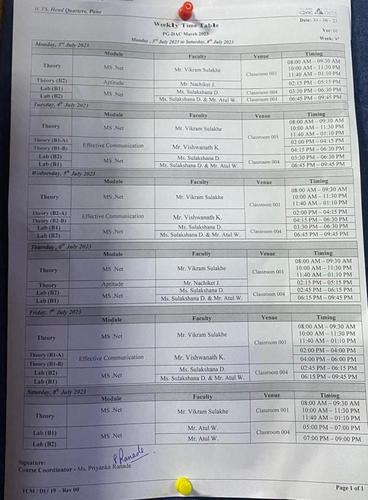 ACTS, Head Quarters, Pune
Date: 30 - 06 - 23
Weekly Time Table
PG-DAC March 2023
Monday, 3rd July 2023 to Saturday, 8th July 2023
Monday, 3rd July 2023
Module Faculty Venue Timing
Theory MS .Net Mr. Vikram Sulakhe Classroom 001 08:00 AM – 09:30 AM
10:00 AM – 11:30 PM
11:40 AM – 01:10 PM
Theory (B2) Aptitude Mr. Nachiket J. 02:15 PM – 05:15 PM
Lab (B1) MS .Net Ms. Sulakshana D. Classroom 004 03:30 PM – 06:30 PM
Lab (B2) Ms. Sulakshana D. & Mr. Atul W. Classroom 001 06:45 PM – 09:45 PM
Tuesday, 4th July 2023
Module Faculty Venue Timing
Theory MS .Net Mr. Vikram Sulakhe Classroom 001 08:00 AM – 09:30 AM
10:00 AM – 11:30 PM
11:40 AM – 01:10 PM
Theory (B1-A) Effective Communication Mr. Vishwanath K. 02:00 PM – 04:15 PM
Theory (B1-B) 04:15 PM – 06:30 PM
Lab (B2) MS .Net Ms. Sulakshana D. Classroom 004 03:30 PM – 06:30 PM
Lab (B1) Ms. Sulakshana D. & Mr. Atul W. 06:45 PM – 09:45 PM
Wednesday, 5th July 2023
Module Faculty Venue Timing
Theory MS .Net Mr. Vikram Sulakhe Classroom 001 08:00 AM – 09:30 AM
10:00 AM – 11:30 PM
11:40 AM – 01:10 PM
Theory (B2-A) Effective Communication Mr. Vishwanath K. 02:00 PM – 04:15 PM
Theory (B2-B) 04:15 PM – 06:30 PM
Lab (B1) MS .Net Ms. Sulakshana D. Classroom 004 03:30 PM – 06:30 PM
Lab (B2) Ms. Sulakshana D. & Mr. Atul W. 06:45 PM – 09:45 PM
Thursday, 6th July 2023
Module Faculty Venue Timing
Theory MS .Net Mr. Vikram Sulakhe Classroom 001 08:00 AM – 09:30 AM
10:00 AM – 11:30 PM
11:40 AM – 01:10 PM
Theory Aptitude Mr. Nachiket J. 02:15 PM – 05:15 PM
Lab (B2) MS .Net Ms. Sulakshana D. Classroom 004 02:45 PM – 06:15 PM
Lab (B1) Ms. Sulakshana D. & Mr. Atul W. 06:15 PM – 09:45 PM
Friday, 7th July 2023
Module Faculty Venue Timing
Theory MS .Net Mr. Vikram Sulakhe Classroom 001 08:00 AM – 09:30 AM
10:00 AM – 11:30 PM
11:40 AM – 01:10 PM
Theory (B1-A) Effective Communication Mr. Vishwanath K. 02:00 PM – 04:00 PM
Theory (B1-B) 04:00 PM – 06:00 PM
Lab (B2) MS .Net Ms. Sulakshana D. Classroom 004 02:45 PM – 06:15 PM
Lab (B1) Ms. Sulakshana D. & Mr. Atul W. 06:15 PM – 09:45 PM
Saturday, 8th July 2023
Module Faculty Venue Timing
Theory MS .Net Mr. Vikram Sulakhe Classroom 001 08:00 AM – 09:30 AM
10:00 AM – 11:30 PM
11:40 AM – 01:10 PM
Lab (B1) MS .Net Mr. Atul W. Classroom 004 05:00 PM – 07:00 PM
Lab (B2) Mr. Atul W. 07:00 PM – 09:00 PM
PRanade
Signature:
Course Coordinator - Ms. Priyanka Ranade
TCM / D1/ 19 - Rev 00 Page 1 of 1